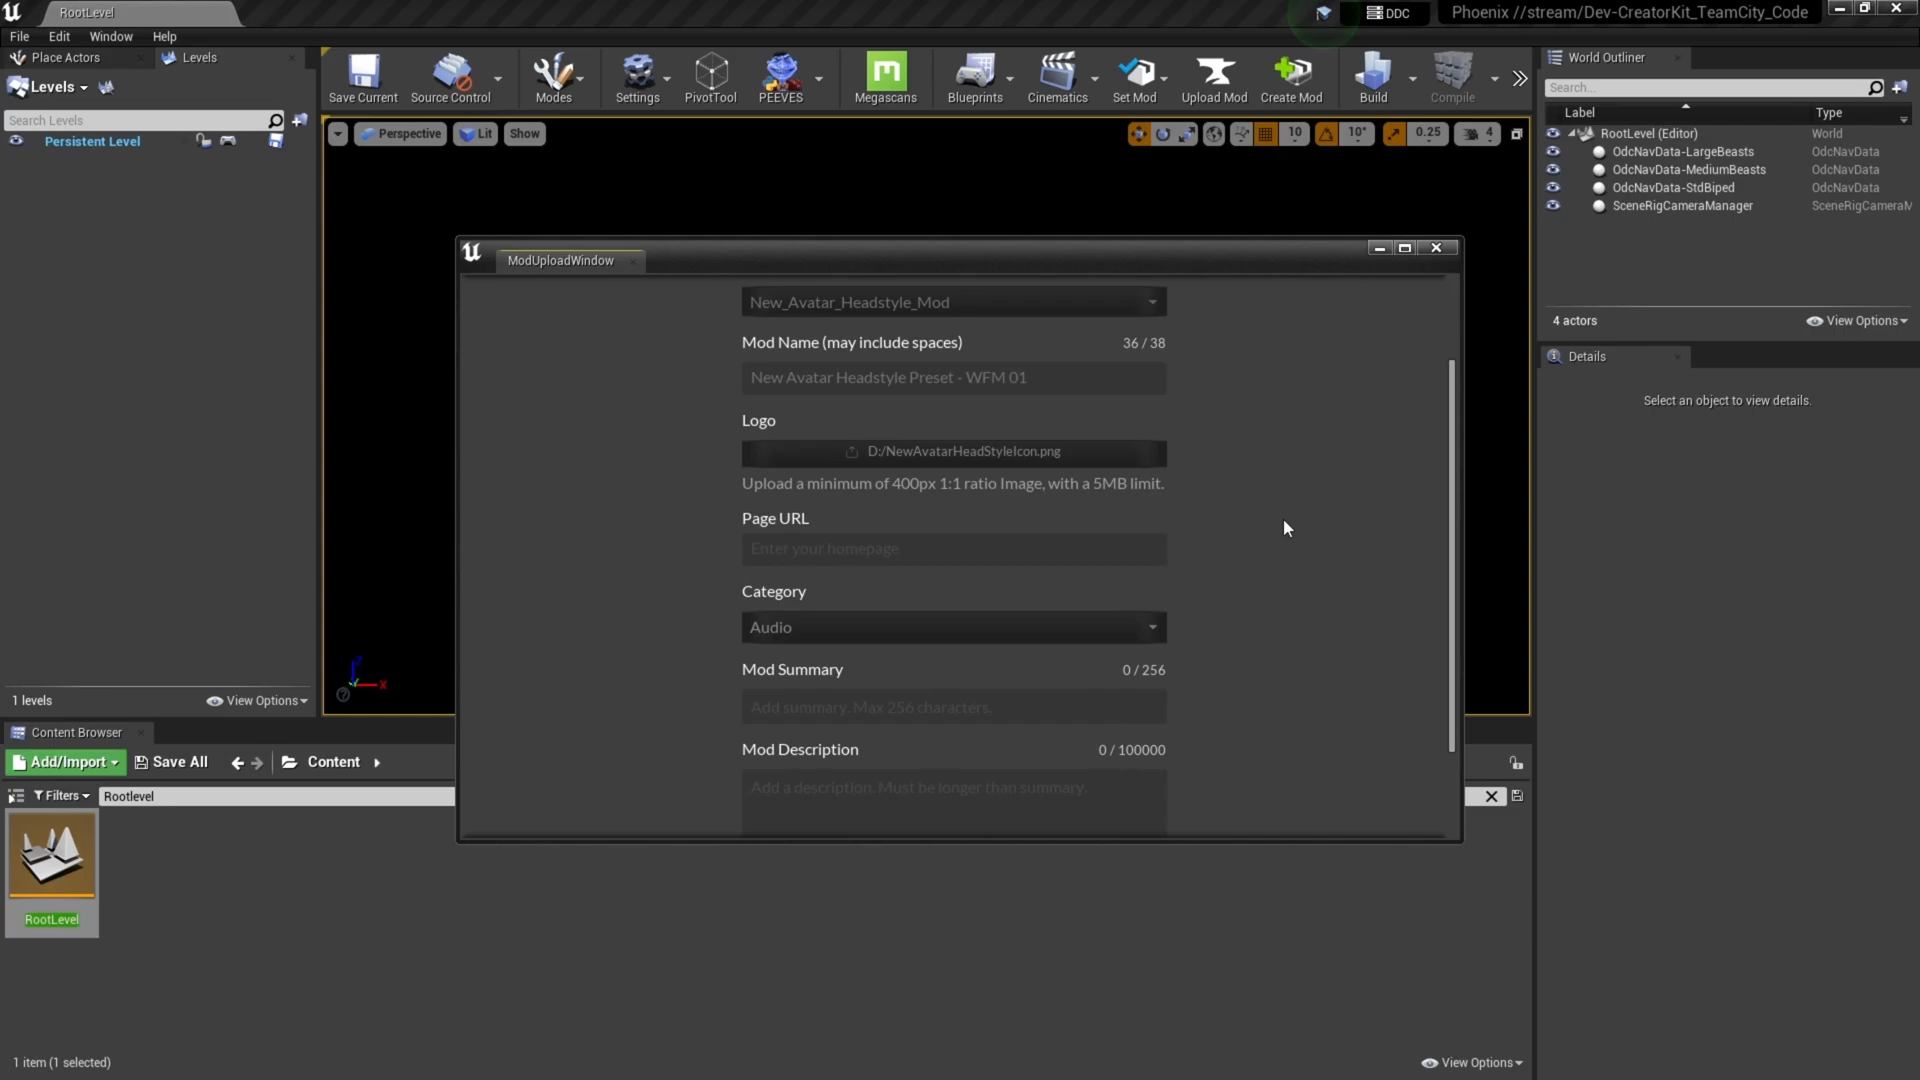 RootLevel
DDC
Phoenix //stream/Dev-CreatorKit_TeamCity_Code
File Edit Window Help
Place Actors
Levels
World Outliner
Levels
Save Current
Source Control
Modes
Settings
PivotTool
PEEVES
Megascans
Blueprints
Cinematics
Set Mod
Upload Mod
Create Mod
Build
Compile
Search...
Search Levels
Label
Type
Persistent Level
Perspective
Lit
Show
10
10°
0.25
4
RootLevel (Editor) World
OdcNavData-LargeBeasts OdcNavData
OdcNavData-MediumBeasts OdcNavData
OdcNavData-StdBiped OdcNavData
SceneRigCameraManager SceneRigCameraM
4 actors
View Options
Details
Select an object to view details.
ModUploadWindow
New_Avatar_Headstyle_Mod
Mod Name (may include spaces) 36 / 38
New Avatar Headstyle Preset - WFM 01
Logo
D:/NewAvatarHeadStyleIcon.png
Upload a minimum of 400px 1:1 ratio Image, with a 5MB limit.
Page URL
Enter your homepage
Category
Audio
Mod Summary 0 / 256
Add summary. Max 256 characters.
Mod Description 0 / 100000
Add a description. Must be longer than summary.
Z
X
1 levels
View Options
Content Browser
Add/Import
Save All
Content
Filters
Rootlevel
RootLevel
1 item (1 selected)
View Options